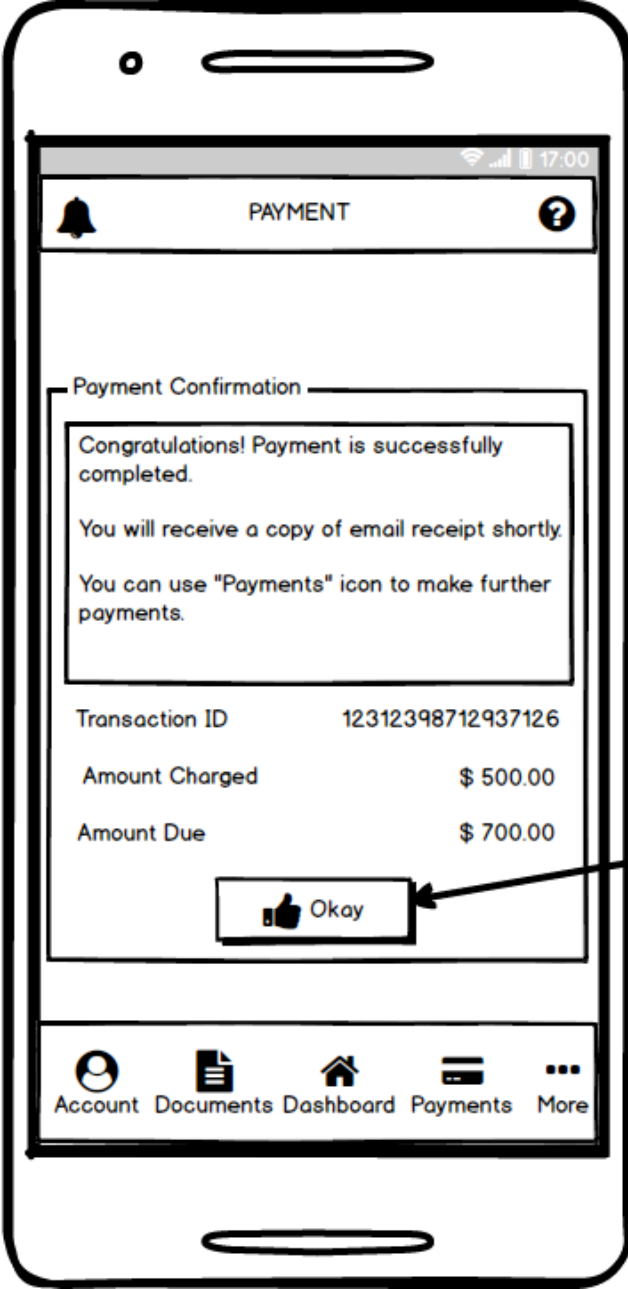 17:00
PAYMENT
Payment Confirmation
Congratulations! Payment is successfully
completed.
You will receive a copy of email receipt shortly.
You can use "Payments" icon to make further
payments.
Transaction ID 12312398712937126
Amount Charged $ 500.00
Amount Due $ 700.00
Okay
Account Documents Dashboard Payments More